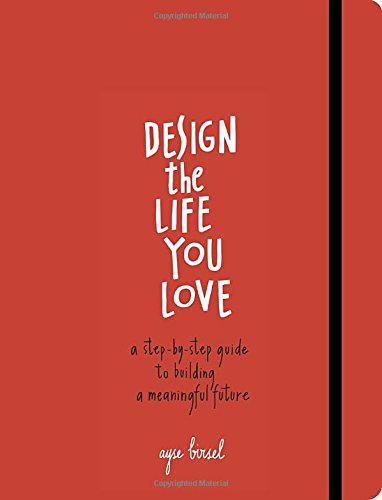 Copyrighted Material
DESIGN
the
LIFE
YOU
LOVE
a step-by-step guide
to building
a meaningful future
ayse birsel
Copyrighted Material